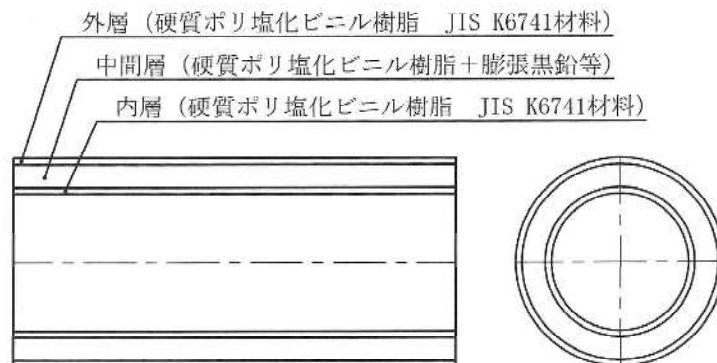 外層（硬質ポリ塩化ビニル樹脂　JIS K6741材料）
中間層（硬質ポリ塩化ビニル樹脂＋膨張黒鉛等）
内層（硬質ポリ塩化ビニル樹脂　JIS K6741材料）